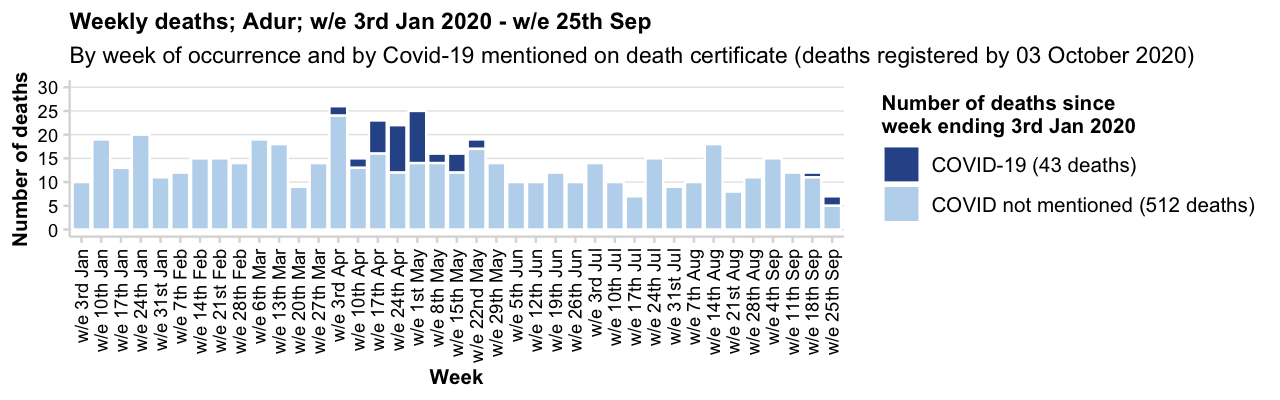 Weekly deaths; Adur; w/e 3rd Jan 2020 - w/e 25th Sep
By week of occurrence and by Covid-19 mentioned on death certificate (deaths registered by 03 October 2020)
Number of deaths
30
25
20
15
10
5
0
w/e 3rd Jan
w/e 10th Jan
w/e 17th Jan
w/e 24th Jan
w/e 31st Jan
w/e 7th Feb
w/e 14th Feb
w/e 21st Feb
w/e 28th Feb
w/e 6th Mar
w/e 13th Mar
w/e 20th Mar
w/e 27th Mar
w/e 3rd Apr
w/e 10th Apr
w/e 17th Apr
w/e 24th Apr
w/e 1st May
w/e 8th May
w/e 15th May
w/e 22nd May
w/e 29th May
w/e 5th Jun
w/e 12th Jun
w/e 19th Jun
w/e 26th Jun
w/e 3rd Jul
w/e 10th Jul
w/e 17th Jul
w/e 24th Jul
w/e 31st Jul
w/e 7th Aug
w/e 14th Aug
w/e 21st Aug
w/e 28th Aug
w/e 4th Sep
w/e 11th Sep
w/e 18th Sep
w/e 25th Sep
Week
Number of deaths since
week ending 3rd Jan 2020
COVID-19 (43 deaths)
COVID not mentioned (512 deaths)